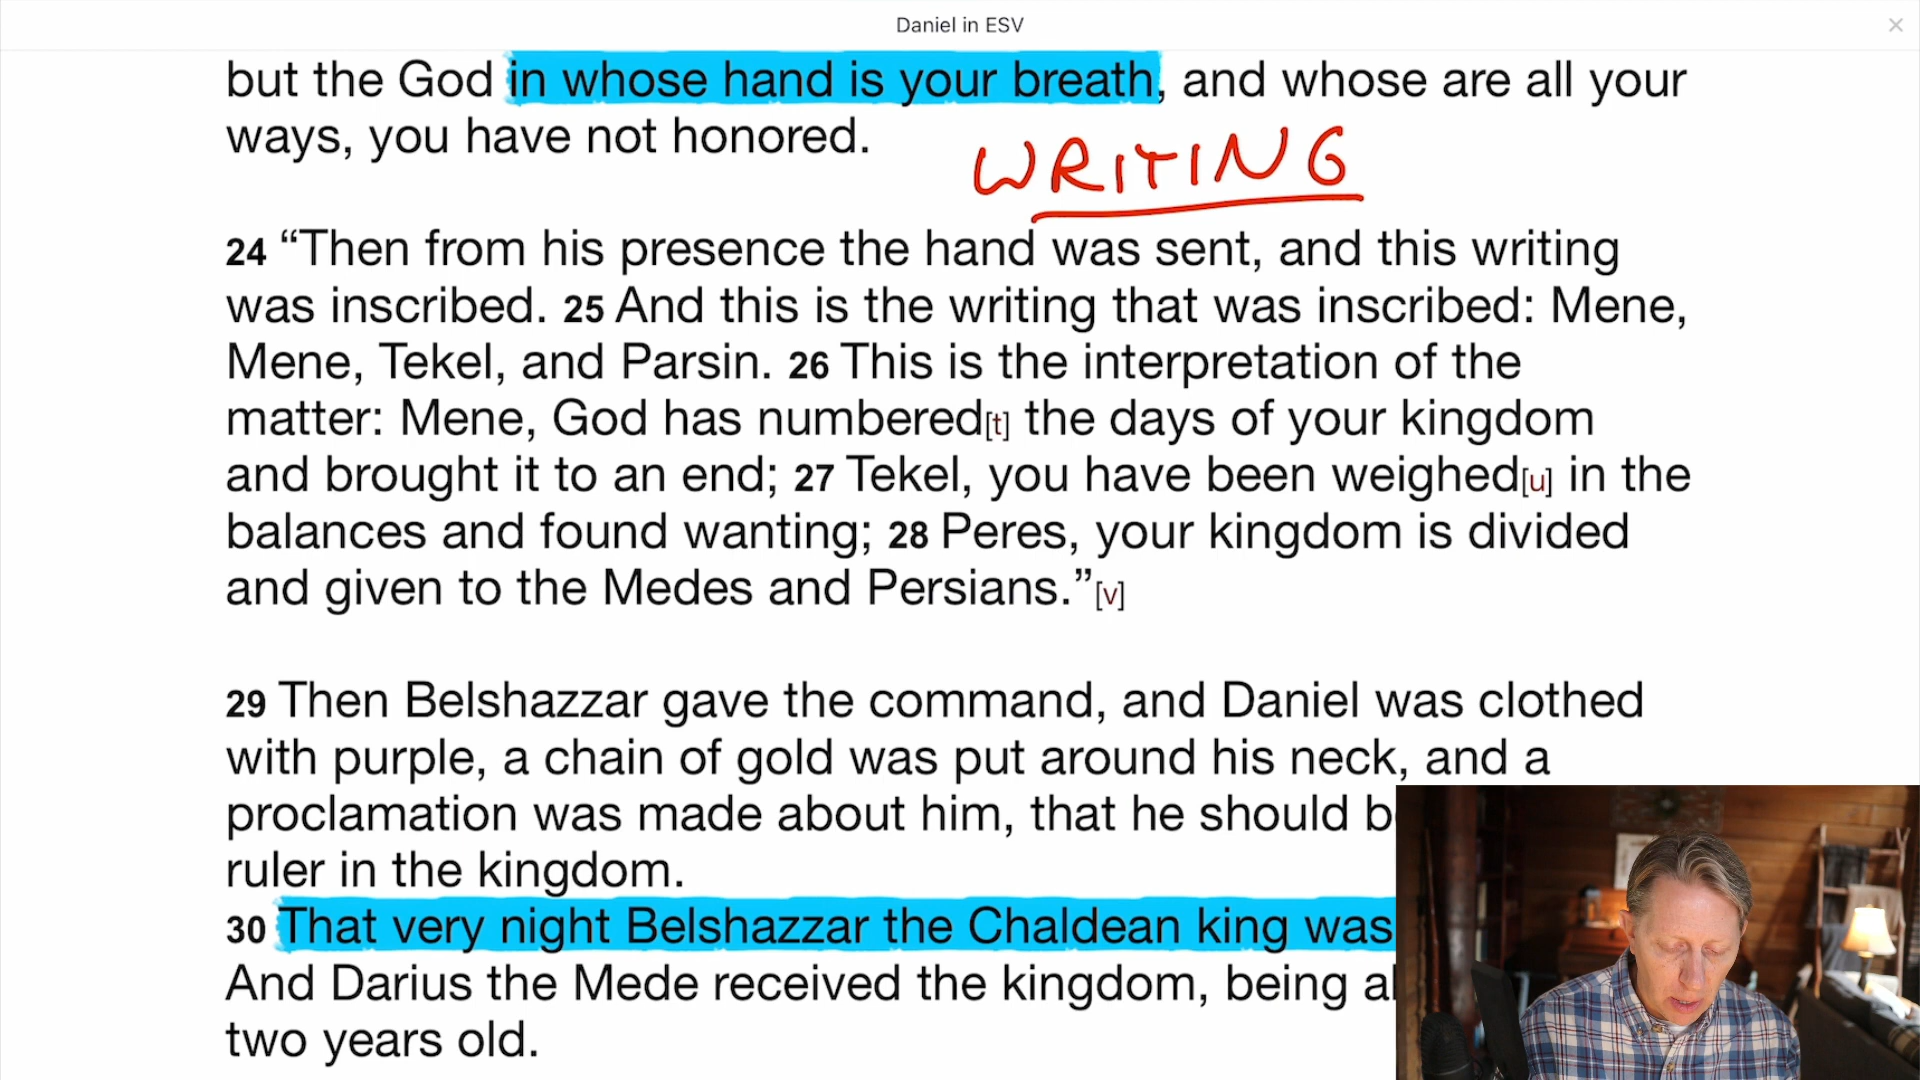 Daniel in ESV
but the God in whose hand is your breath, and whose are all your
ways, you have not honored.
WRITING
24 “Then from his presence the hand was sent, and this writing
was inscribed. 25 And this is the writing that was inscribed: Mene,
Mene, Tekel, and Parsin. 26 This is the interpretation of the
matter: Mene, God has numbered[t] the days of your kingdom
and brought it to an end; 27 Tekel, you have been weighed[u] in the
balances and found wanting; 28 Peres, your kingdom is divided
and given to the Medes and Persians.”[v]
29 Then Belshazzar gave the command, and Daniel was clothed
with purple, a chain of gold was put around his neck, and a
proclamation was made about him, that he should
ruler in the kingdom.
30 That very night Belshazzar the Chaldean king was
And Darius the Mede received the kingdom, being
two years old.